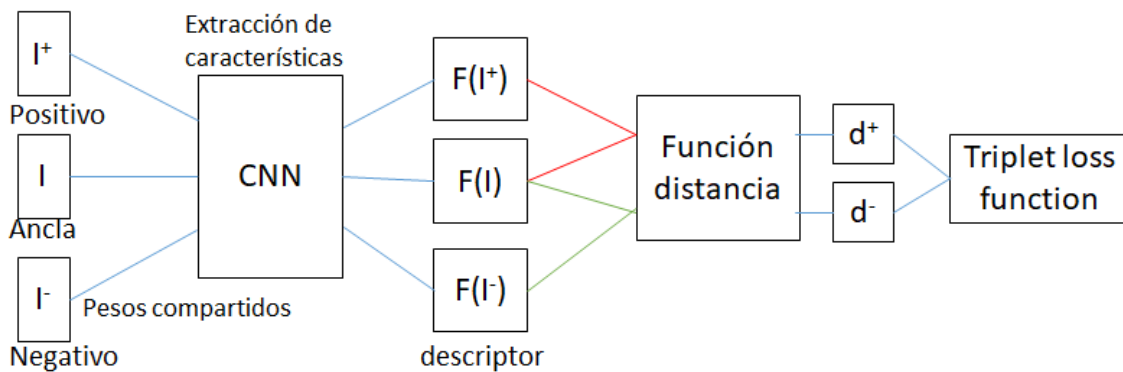 Extracción de
características
I⁺
Positivo
I
Ancla
I⁻
Negativo
Pesos compartidos
CNN
F(I⁺)
F(I)
F(I⁻)
descriptor
Función
distancia
d⁺
d⁻
Triplet loss
function